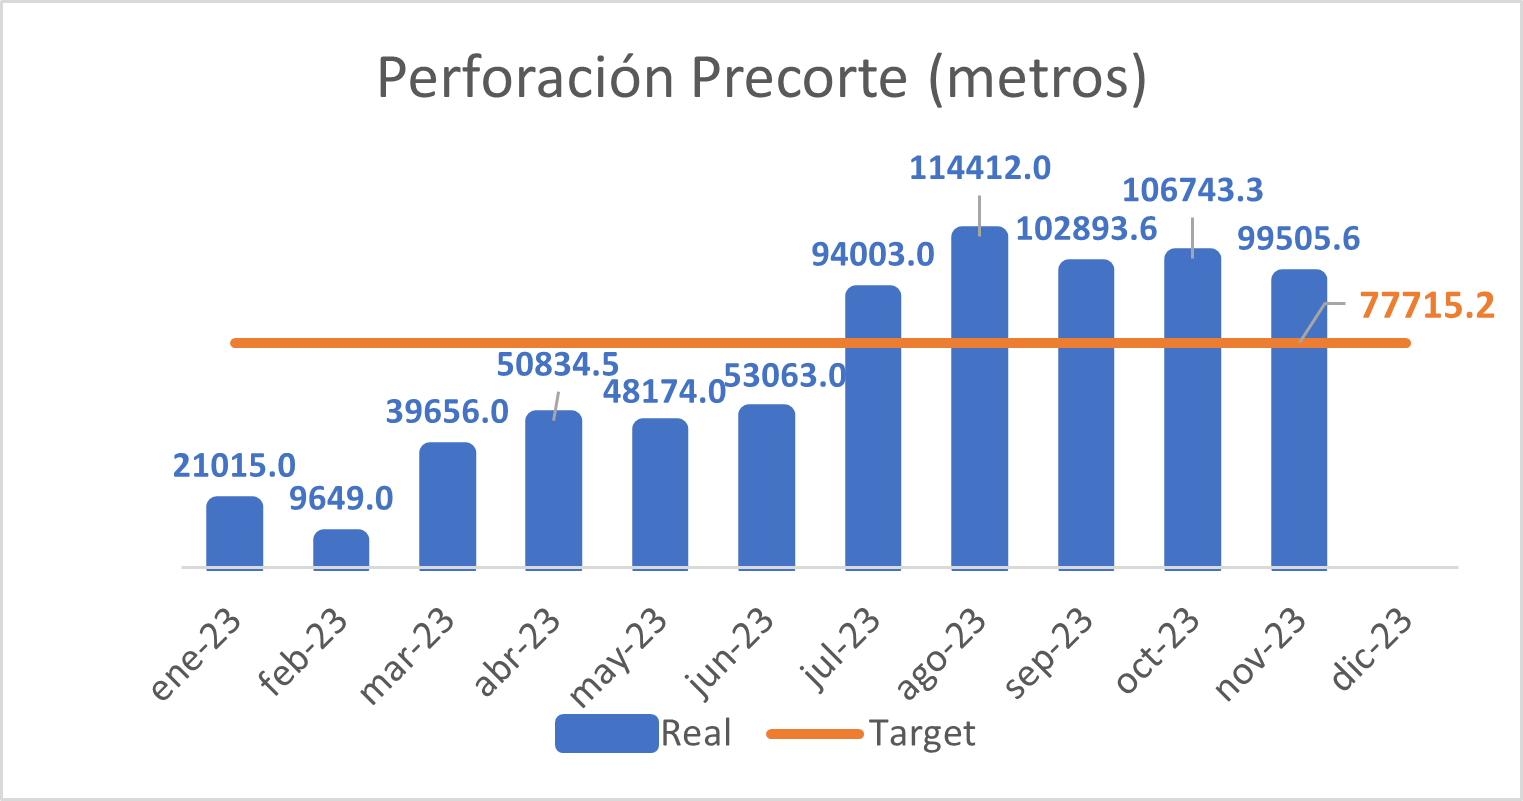 Perforación Precorte (metros)
114412.0
106743.3
102893.6
99505.6
94003.0
77715.2
50834.5
53063.0
48174.0
39656.0
21015.0
9649.0
ene-23
feb-23
mar-23
abr-23
may-23
jun-23
jul-23
ago-23
sep-23
oct-23
nov-23
dic-23
Real
Target